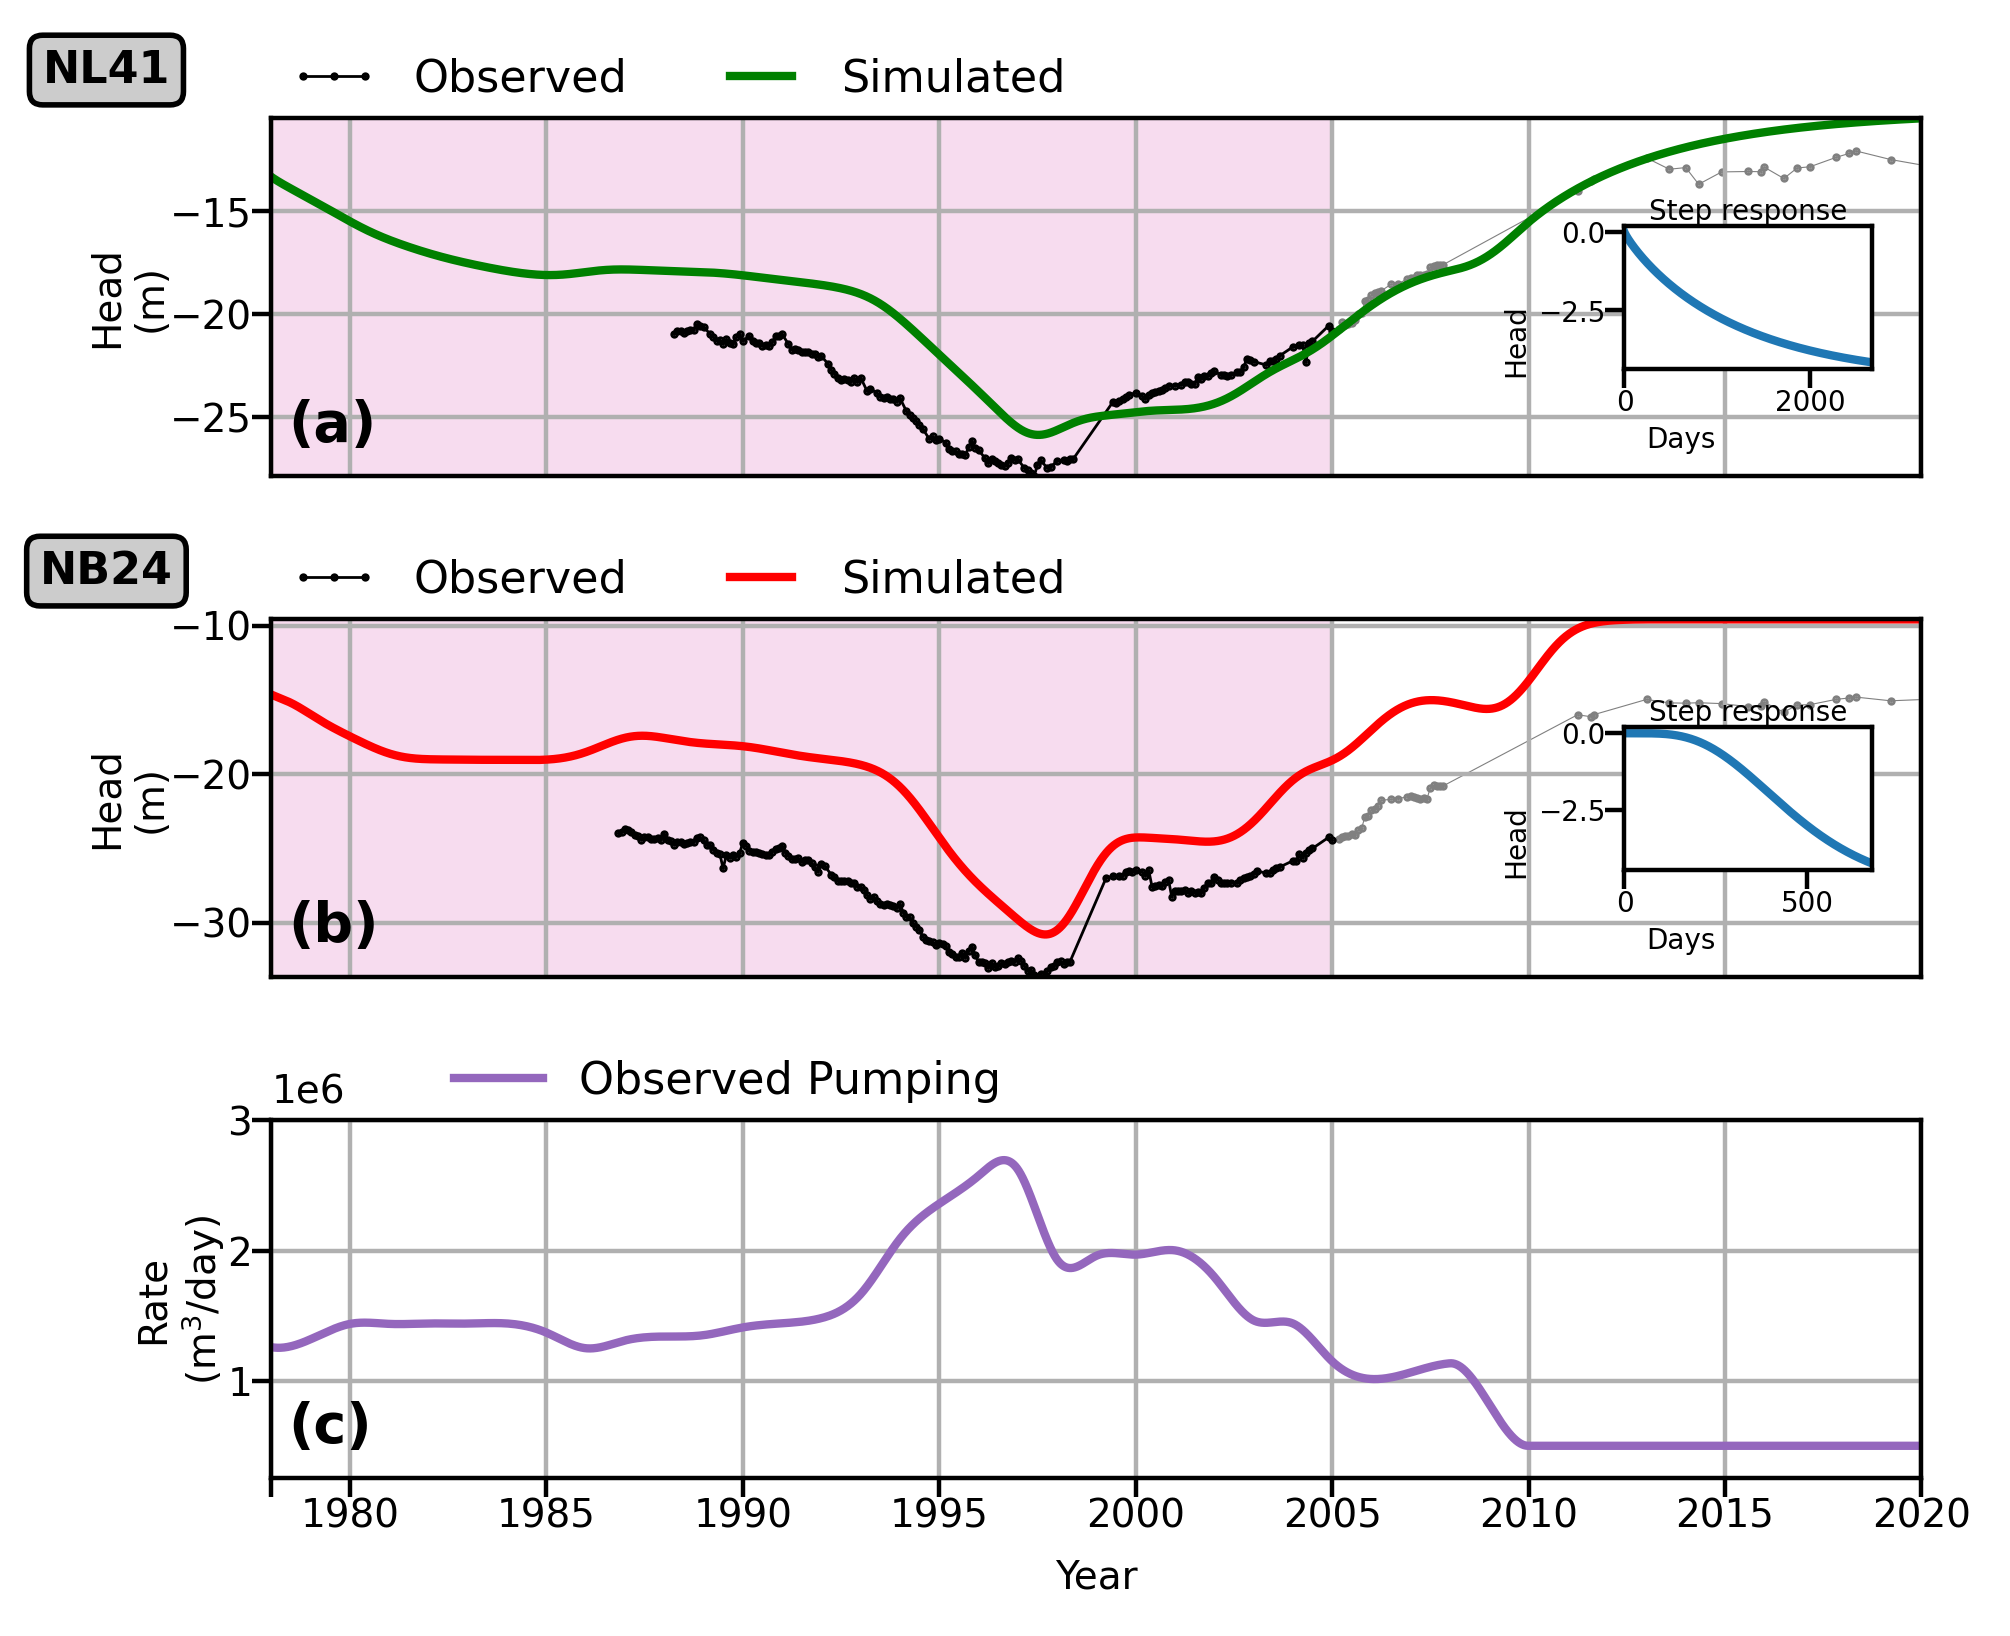 NL41
Observed
Simulated
Head
(m)
−15
−20
−25
(a)
Step response
0.0
−2.5
Head
0
2000
Days
NB24
Observed
Simulated
Head
(m)
−10
−20
−30
(b)
Step response
0.0
−2.5
Head
0
500
Days
1e6
Observed Pumping
Rate
(m³/day)
3
2
1
(c)
1980
1985
1990
1995
2000
2005
2010
2015
2020
Year